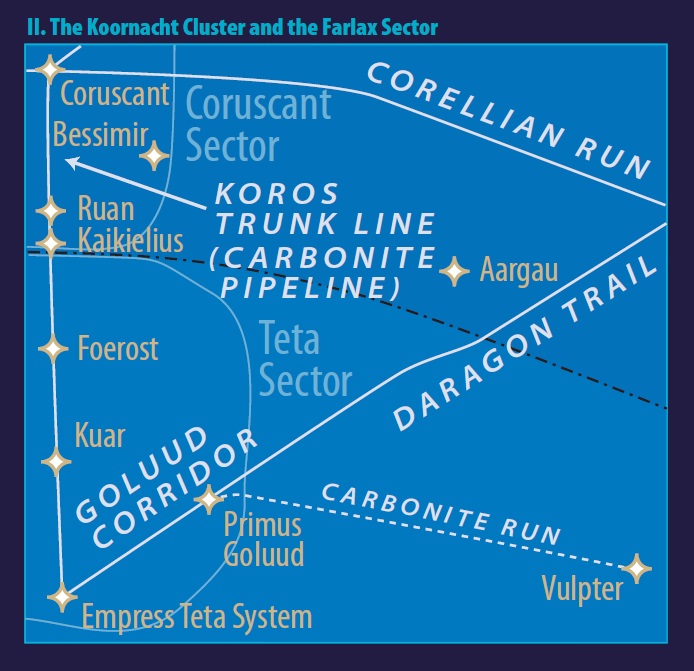 II. The Koornacht Cluster and the Farlax Sector
Coruscant
CORELLIAN RUN
Coruscant
Sector
Bessimir
KOROS
TRUNK LINE
(CARBONITE
PIPELINE)
Ruan
Kaikielius
Aargau
DARAGON TRAIL
Foerost
Teta
Sector
Kuar
GOLUUD
CORRIDOR
CARBONITE RUN
Primus
Goluud
Vulpter
Empress Teta System